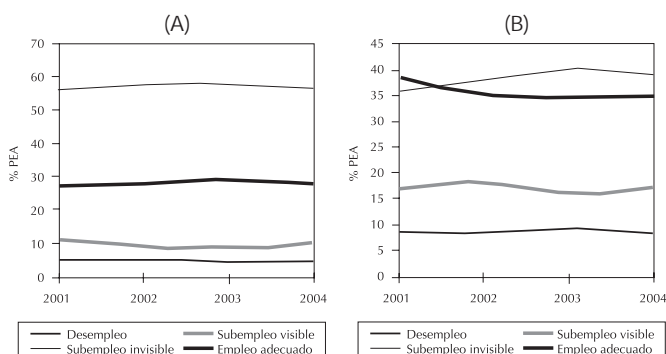 (A)
70
60
50
40
30
20
10
0
% PEA
2001 2002 2003 2004
Desempleo Subempleo visible
Subempleo invisible Empleo adecuado
(B)
45
40
35
30
25
20
15
10
5
0
% PEA
2001 2002 2003 2004
Desempleo Subempleo visible
Subempleo invisible Empleo adecuado